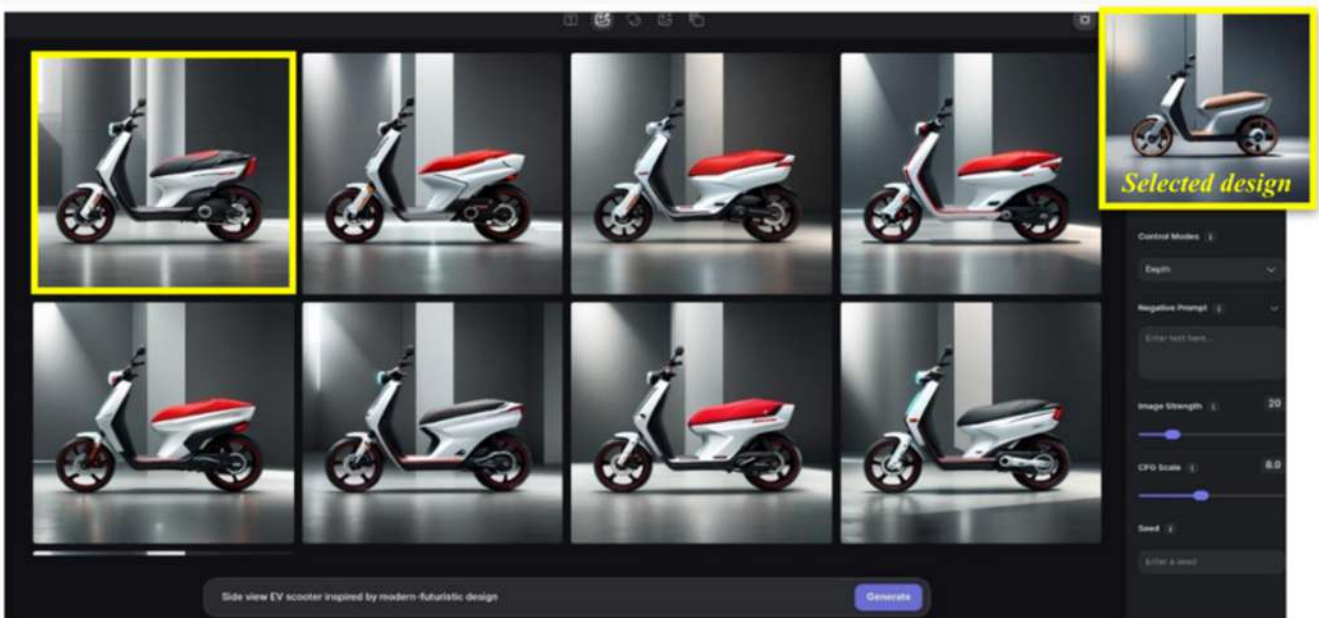 Selected design
Control Modes
Depth
Negative Prompt
Enter text here...
Image Strength
20
CFG Scale
8.0
Seed
Enter a seed
Side view EV scooter inspired by modern-futuristic design
Generate